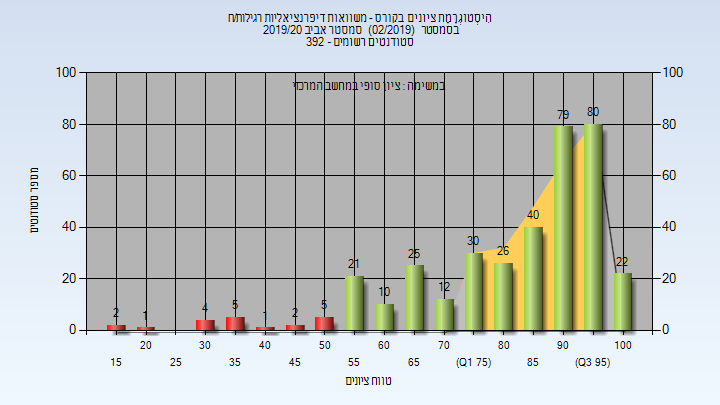 היסטוגרמת ציונים בקורס - משוואות דיפרנציאליות רגילות/ח
בסמסטר (02/2019) סמסטר אביב 2019/20
סטודנטים רשומים - 392
במשימה : ציון סופי במחשב המרכזי
100 100
80 80
60 60
40 40
20 20
0 0
מספר סטודנטים
2 1 4 5 1 2 5 21 10 25 12 30 26 40 79 80 22
20 30 40 50 60 70 80 90 100
15 25 35 45 55 65 (Q1 75) 85 (Q3 95)
טווח ציונים